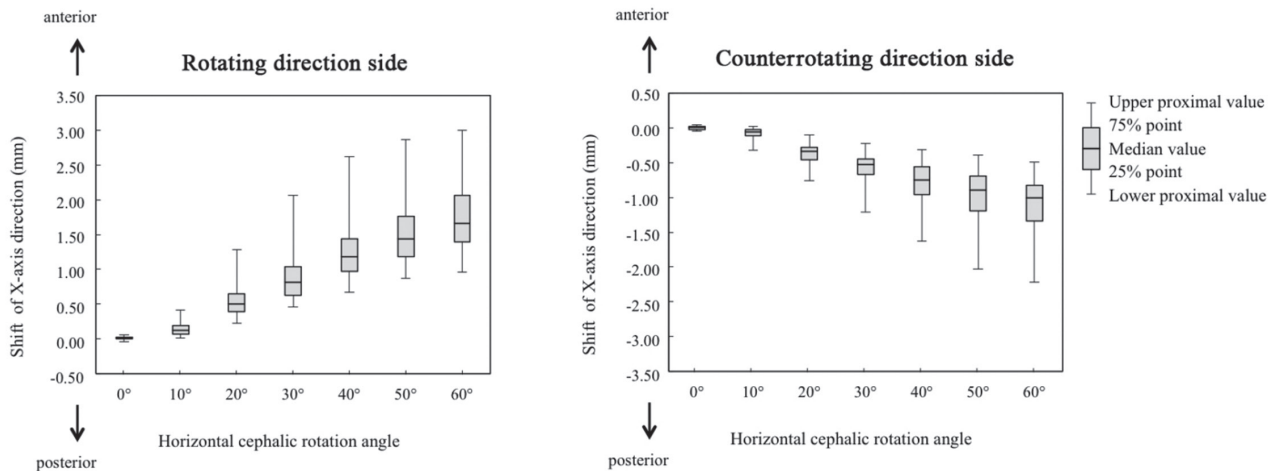 anterior
Rotating direction side
3.50
3.00
2.50
2.00
1.50
1.00
0.50
0.00
-0.50
Shift of X-axis direction (mm)
0° 10° 20° 30° 40° 50° 60°
Horizontal cephalic rotation angle
posterior
anterior
Counterrotating direction side
0.50
0.00
-0.50
-1.00
-1.50
-2.00
-2.50
-3.00
-3.50
Shift of X-axis direction (mm)
0° 10° 20° 30° 40° 50° 60°
Horizontal cephalic rotation angle
posterior
Upper proximal value
75% point
Median value
25% point
Lower proximal value